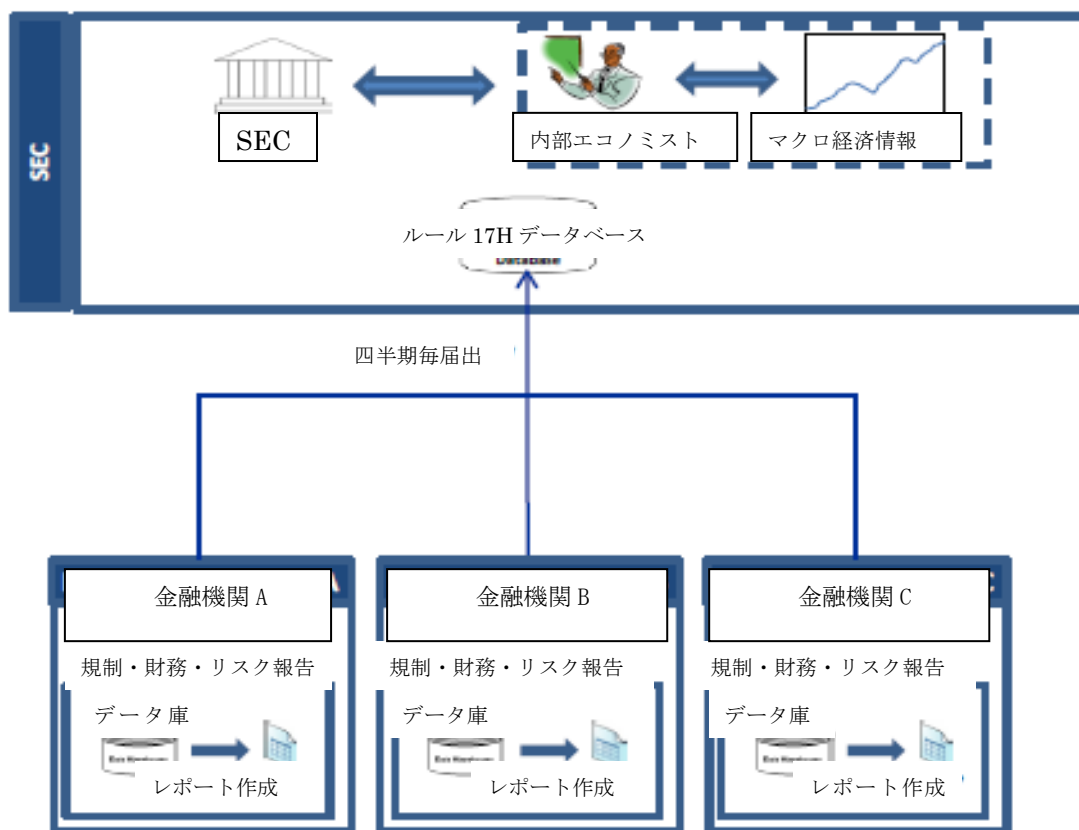 SEC
SEC
内部エコノミスト
マクロ経済情報
ルール 17H データベース
Database
四半期毎届出
金融機関 A
金融機関 B
金融機関 C
規制・財務・リスク報告
規制・財務・リスク報告
規制・財務・リスク報告
データ庫
データ庫
データ庫
レポート作成
レポート作成
レポート作成